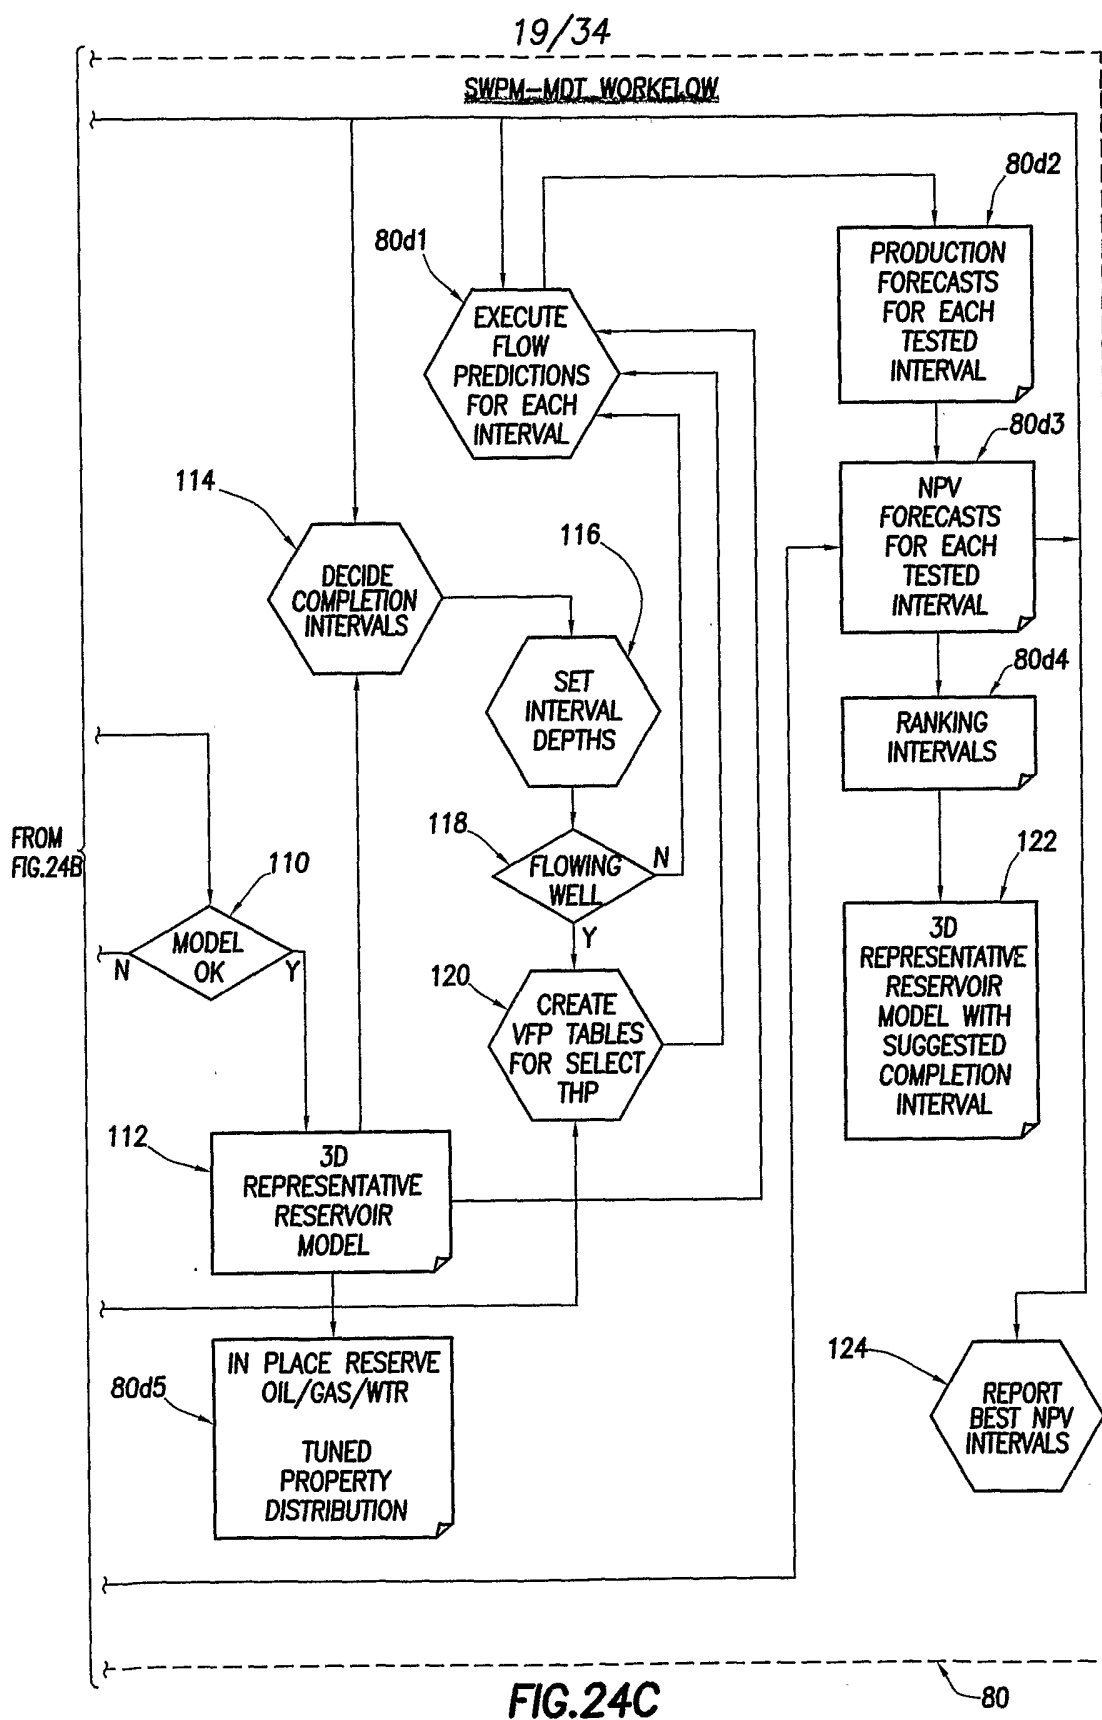 19/34
SWPM-MDT WORKFLOW
80d2
80d1
PRODUCTION
FORECASTS
FOR EACH
TESTED
INTERVAL
EXECUTE
FLOW
PREDICTIONS
FOR EACH
INTERVAL
80d3
114
NPV
FORECASTS
FOR EACH
TESTED
INTERVAL
116
DECIDE
COMPLETION
INTERVALS
80d4
SET
INTERVAL
DEPTHS
RANKING
INTERVALS
118
FROM
FIG.24B
110
FLOWING
WELL
N
Y
122
MODEL
OK
N
Y
3D
REPRESENTATIVE
RESERVOIR
MODEL WITH
SUGGESTED
COMPLETION
INTERVAL
120
CREATE
VFP TABLES
FOR SELECT
THP
112
3D
REPRESENTATIVE
RESERVOIR
MODEL
124
80d5
IN PLACE RESERVE
OIL/GAS/WTR
TUNED
PROPERTY
DISTRIBUTION
REPORT
BEST NPV
INTERVALS
80
FIG.24C